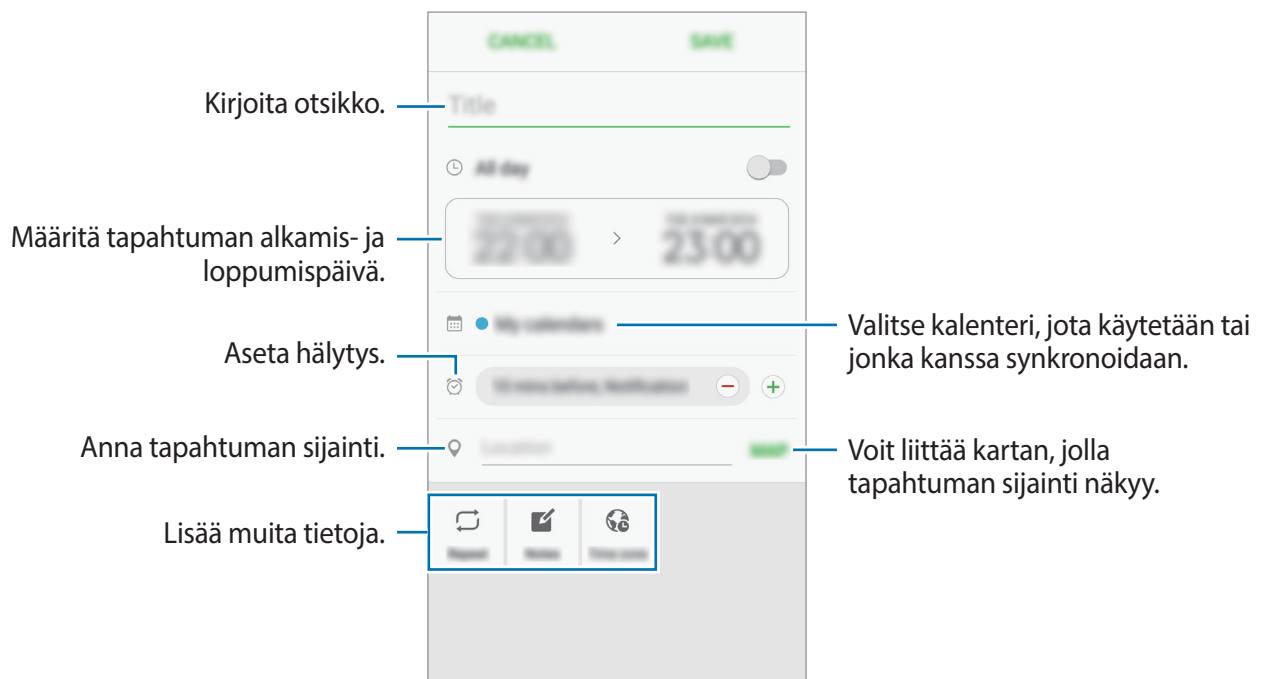 CANCEL SAVE
Kirjoita otsikko.
Title
All day
Määritä tapahtuman alkamis- ja
loppumispäivä.
22 00 23 00
My calendars
Valitse kalenteri, jota käytetään tai
jonka kanssa synkronoidaan.
Aseta hälytys.
10 mins before, Notification
Anna tapahtuman sijainti.
Location
MAP
Voit liittää kartan, jolla
tapahtuman sijainti näkyy.
Lisää muita tietoja.
Repeat Notes Time zone